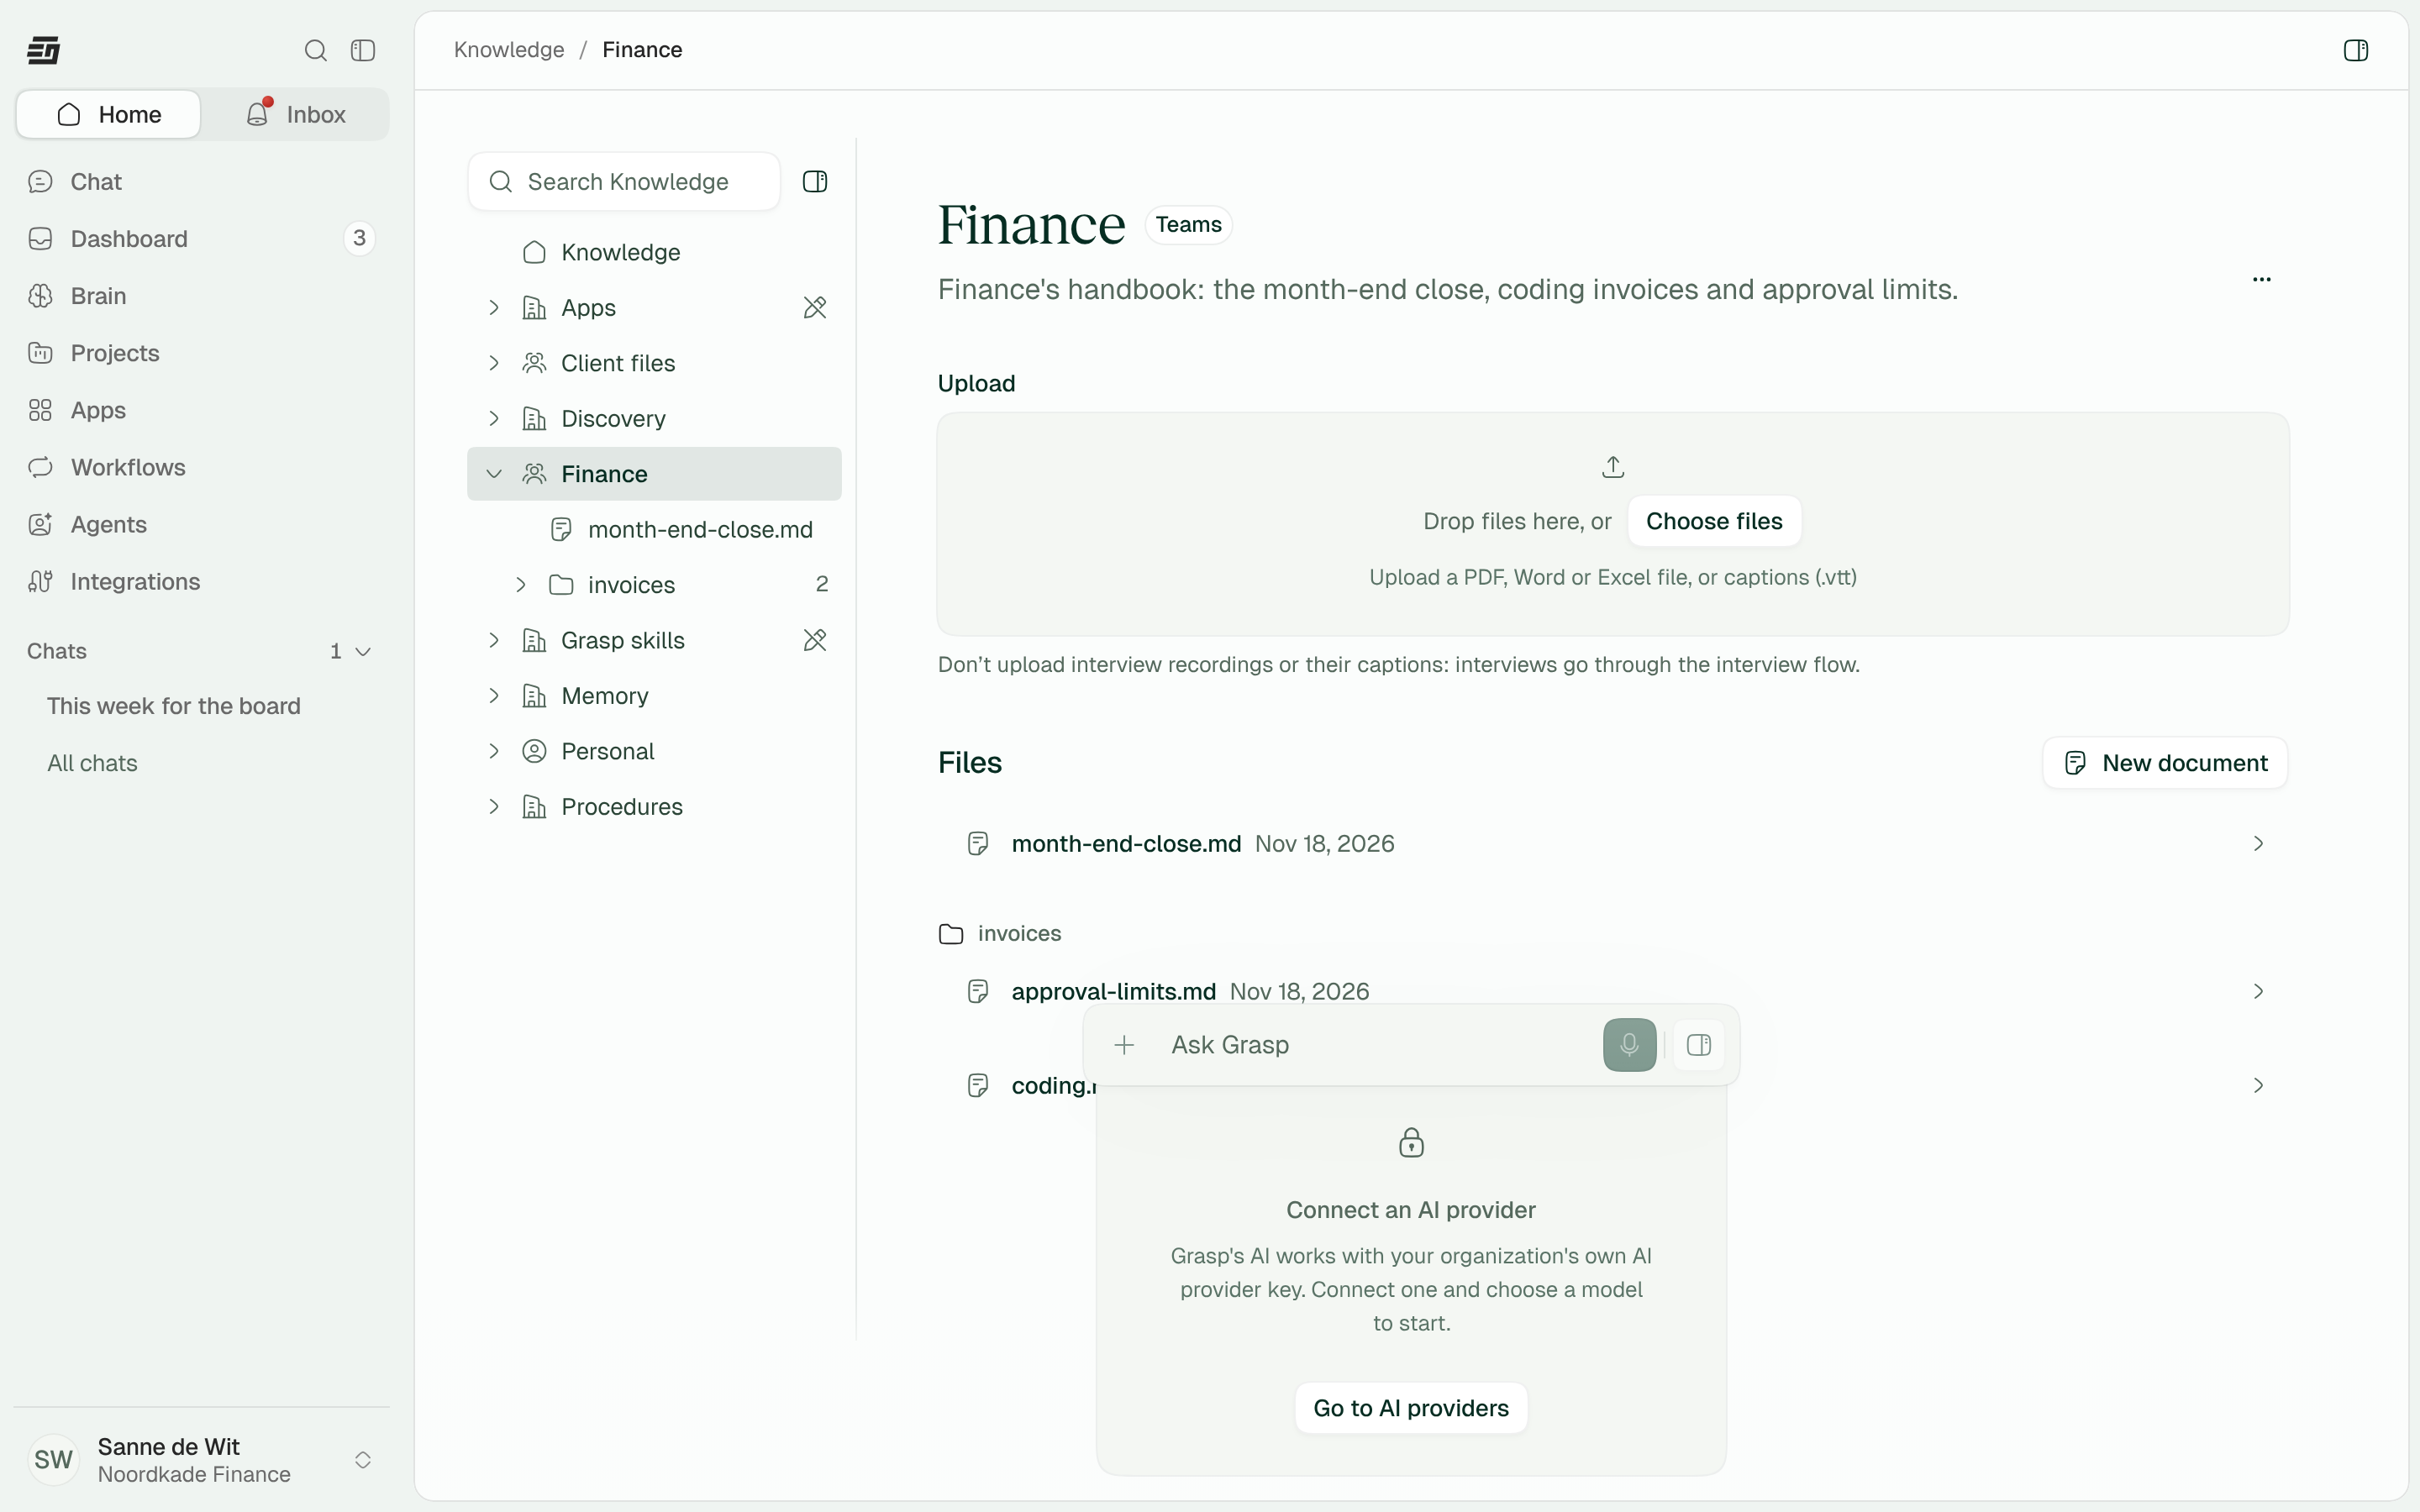 Home
Inbox
Chat
Dashboard
3
Brain
Projects
Apps
Workflows
Agents
Integrations
Chats
1
This week for the board
All chats
SW
Sanne de Wit
Noordkade Finance
Knowledge / Finance
Search Knowledge
Knowledge
Apps
Client files
Discovery
Finance
month-end-close.md
invoices
2
Grasp skills
Memory
Personal
Procedures
Finance
Teams
Finance's handbook: the month-end close, coding invoices and approval limits.
Upload
Drop files here, or
Choose files
Upload a PDF, Word or Excel file, or captions (.vtt)
Don’t upload interview recordings or their captions: interviews go through the interview flow.
Files
New document
month-end-close.md Nov 18, 2026
invoices
approval-limits.md Nov 18, 2026
Ask Grasp
coding.
Connect an AI provider
Grasp's AI works with your organization's own AI
provider key. Connect one and choose a model
to start.
Go to AI providers